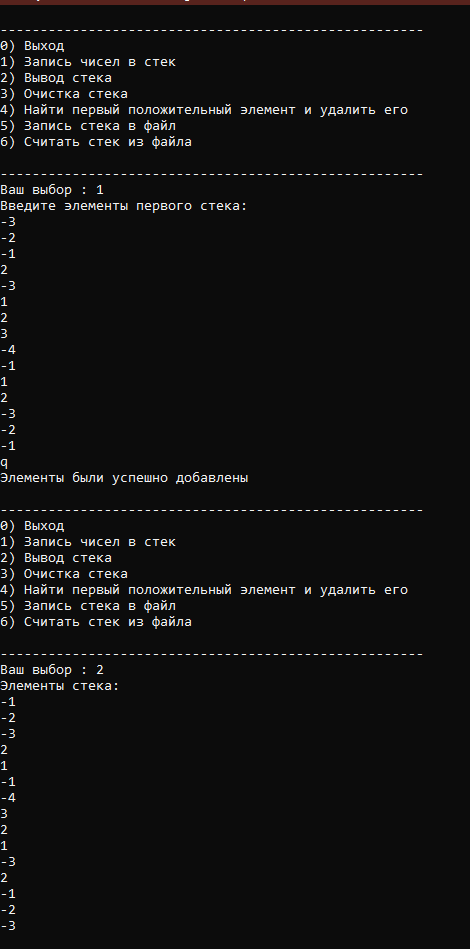 -----------------------------------------------------
0) Выход
1) Запись чисел в стек
2) Вывод стека
3) Очистка стека
4) Найти первый положительный элемент и удалить его
5) Запись стека в файл
6) Считать стек из файла
-----------------------------------------------------
Ваш выбор : 1
Введите элементы первого стека:
-3
-2
-1
2
-3
1
2
3
-4
-1
1
2
-3
-2
-1
q
Элементы были успешно добавлены
-----------------------------------------------------
0) Выход
1) Запись чисел в стек
2) Вывод стека
3) Очистка стека
4) Найти первый положительный элемент и удалить его
5) Запись стека в файл
6) Считать стек из файла
-----------------------------------------------------
Ваш выбор : 2
Элементы стека:
-1
-2
-3
2
1
-1
-4
3
2
1
-3
2
-1
-2
-3